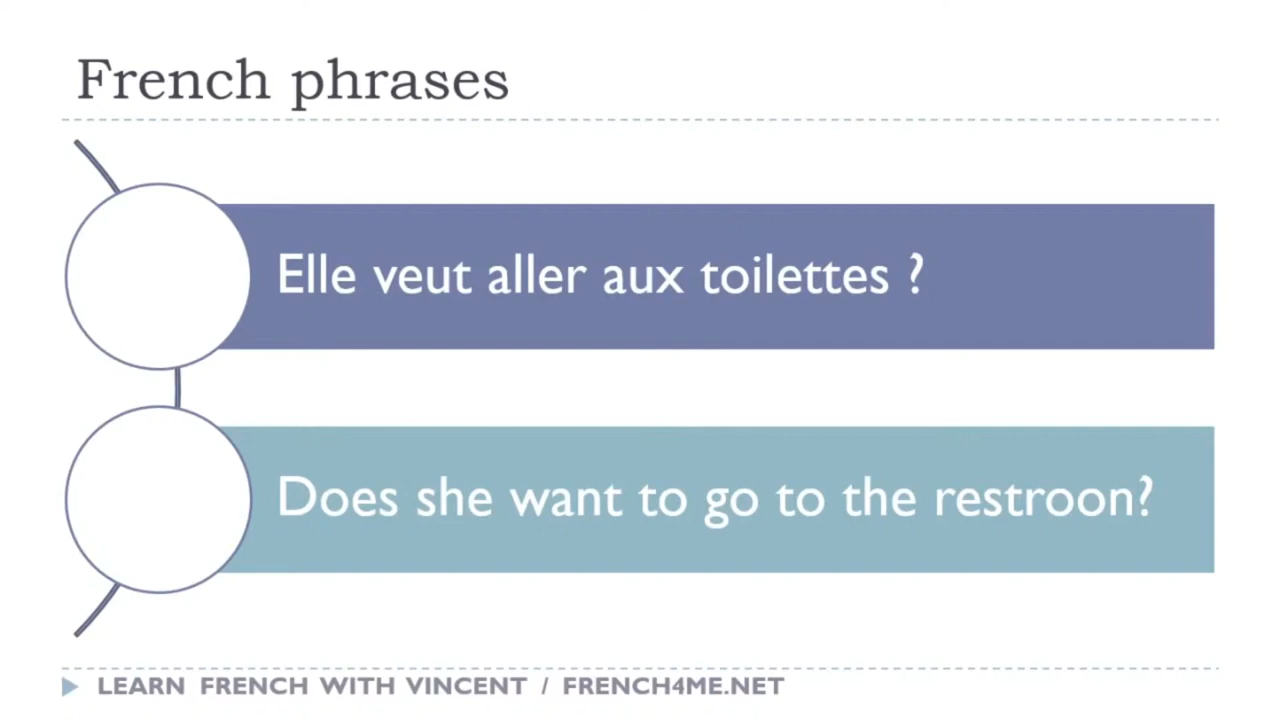 French phrases
Elle veut aller aux toilettes ?
Does she want to go to the restroon?
LEARN FRENCH WITH VINCENT / FRENCH4ME.NET